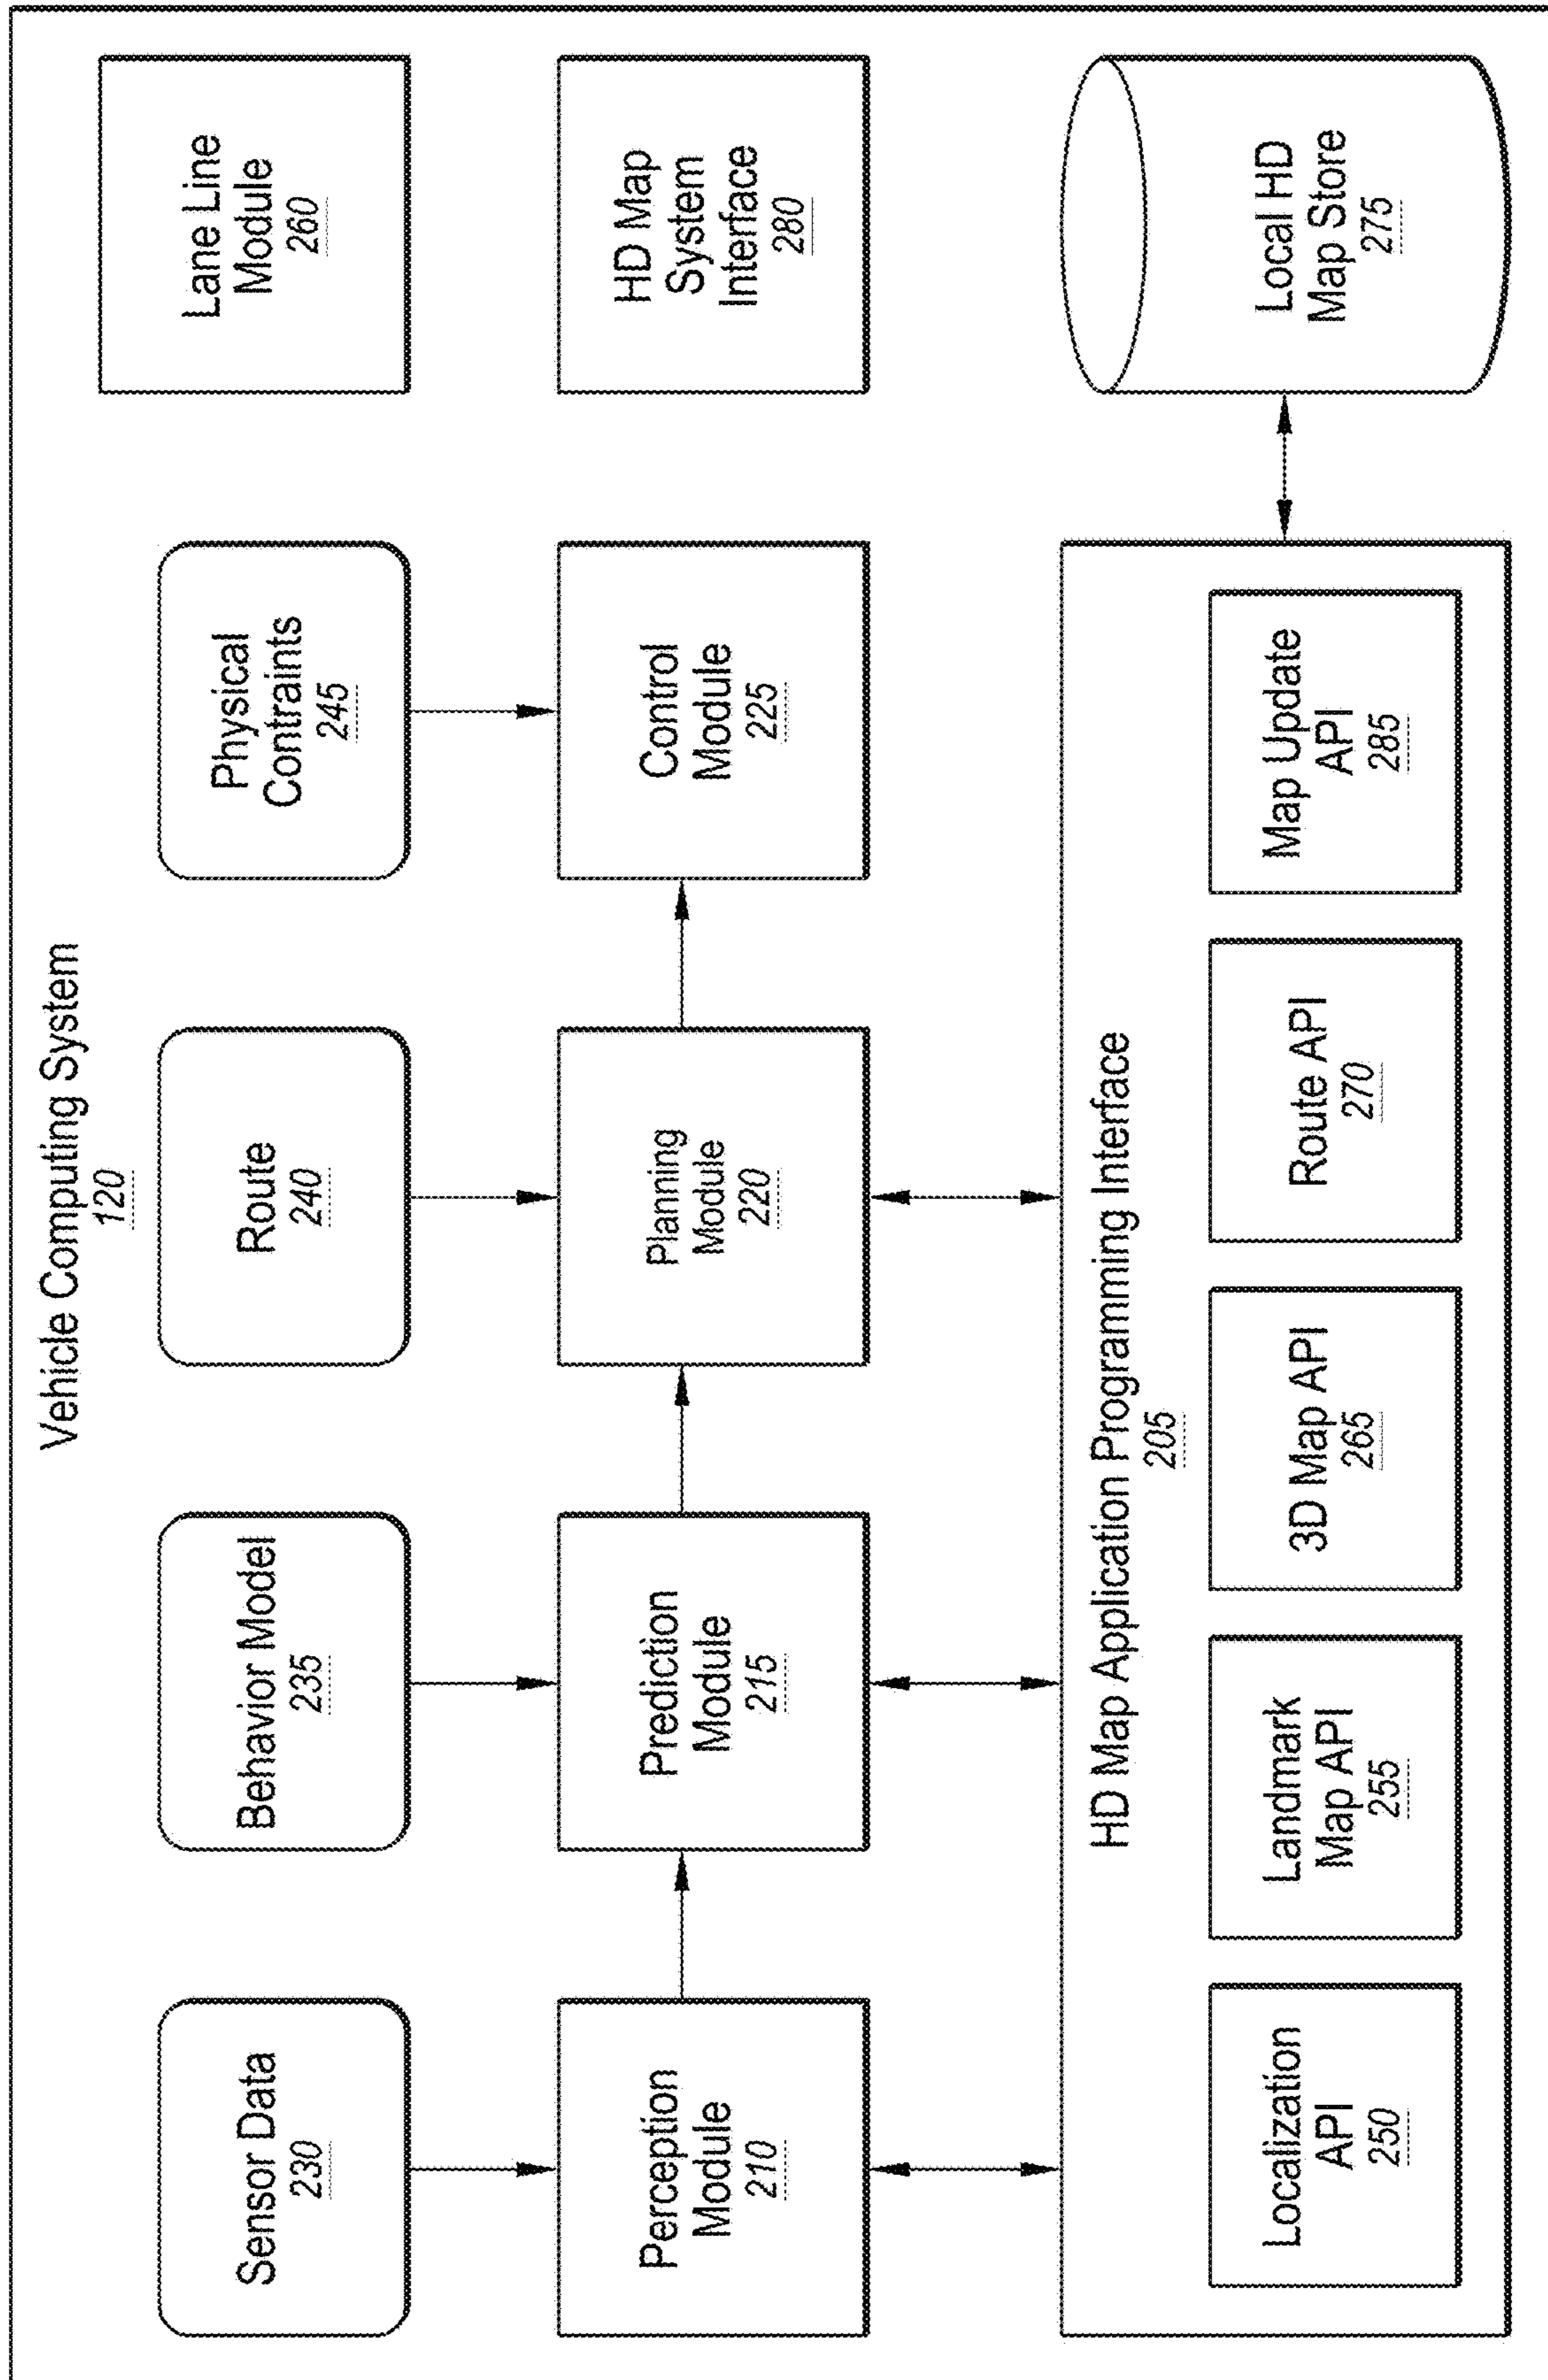 Vehicle Computing System
120
Sensor Data
230
Behavior Model
235
Route
240
Physical
Contraints
245
Lane Line
Module
260
Perception
Module
210
Prediction
Module
215
Planning
Module
220
Control
Module
225
HD Map
System
Interface
280
HD Map Application Programming Interface
205
Localization
API
250
Landmark
Map API
255
3D Map API
265
Route API
270
Map Update
API
285
Local HD
Map Store
275